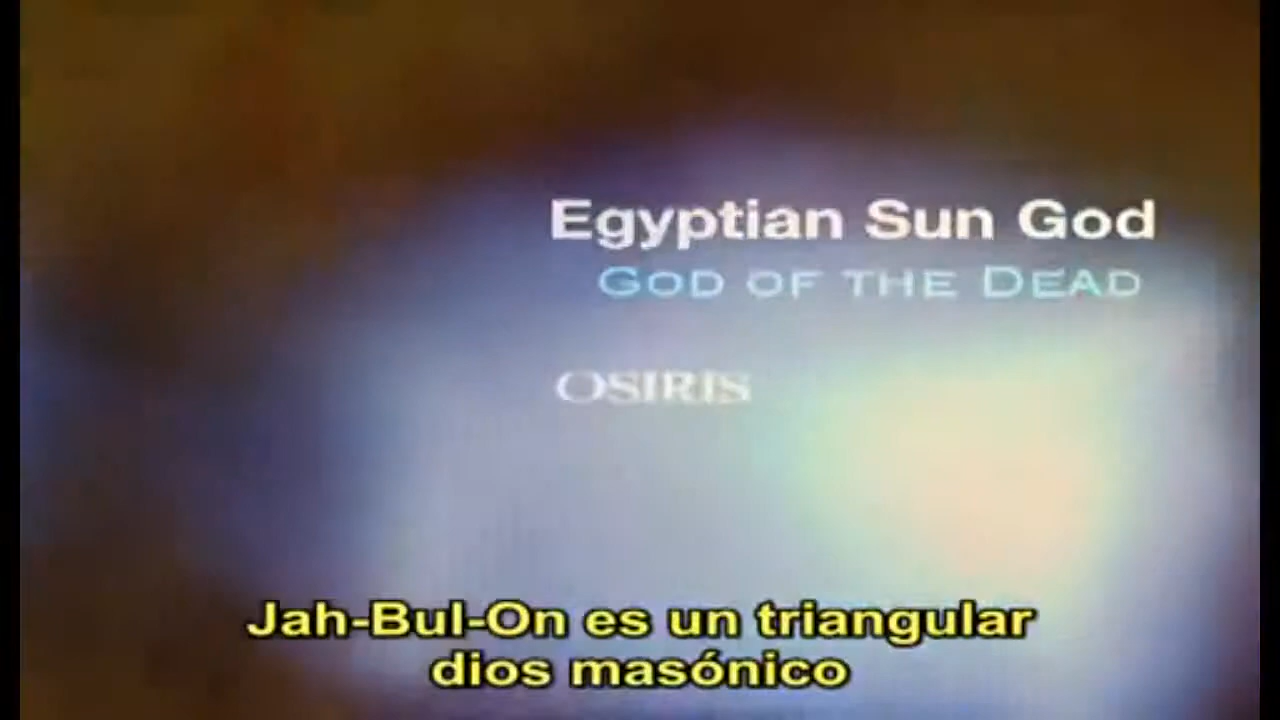 Egyptian Sun God
GOD OF THE DEAD
OSIRIS
Jah-Bul-On es un triangular
dios masónico